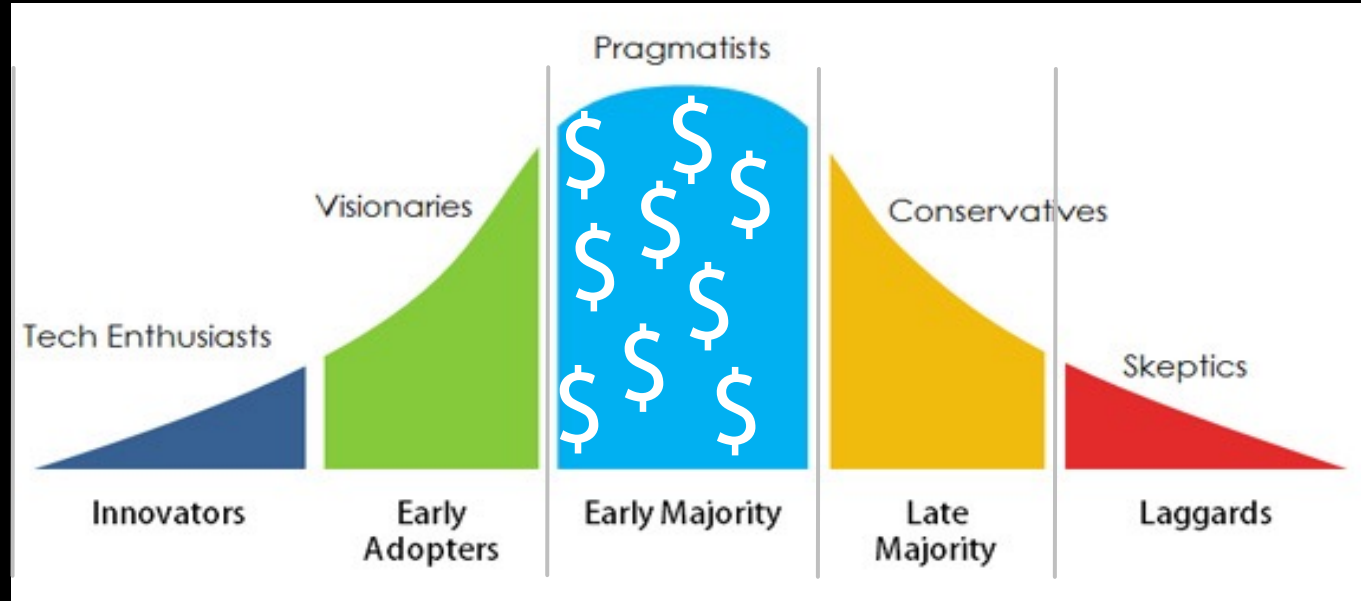 Pragmatists
Visionaries
Conservatives
Tech Enthusiasts
Skeptics
$
$
$
$
$
$
$
$
$
Innovators
Early
Adopters
Early Majority
Late
Majority
Laggards